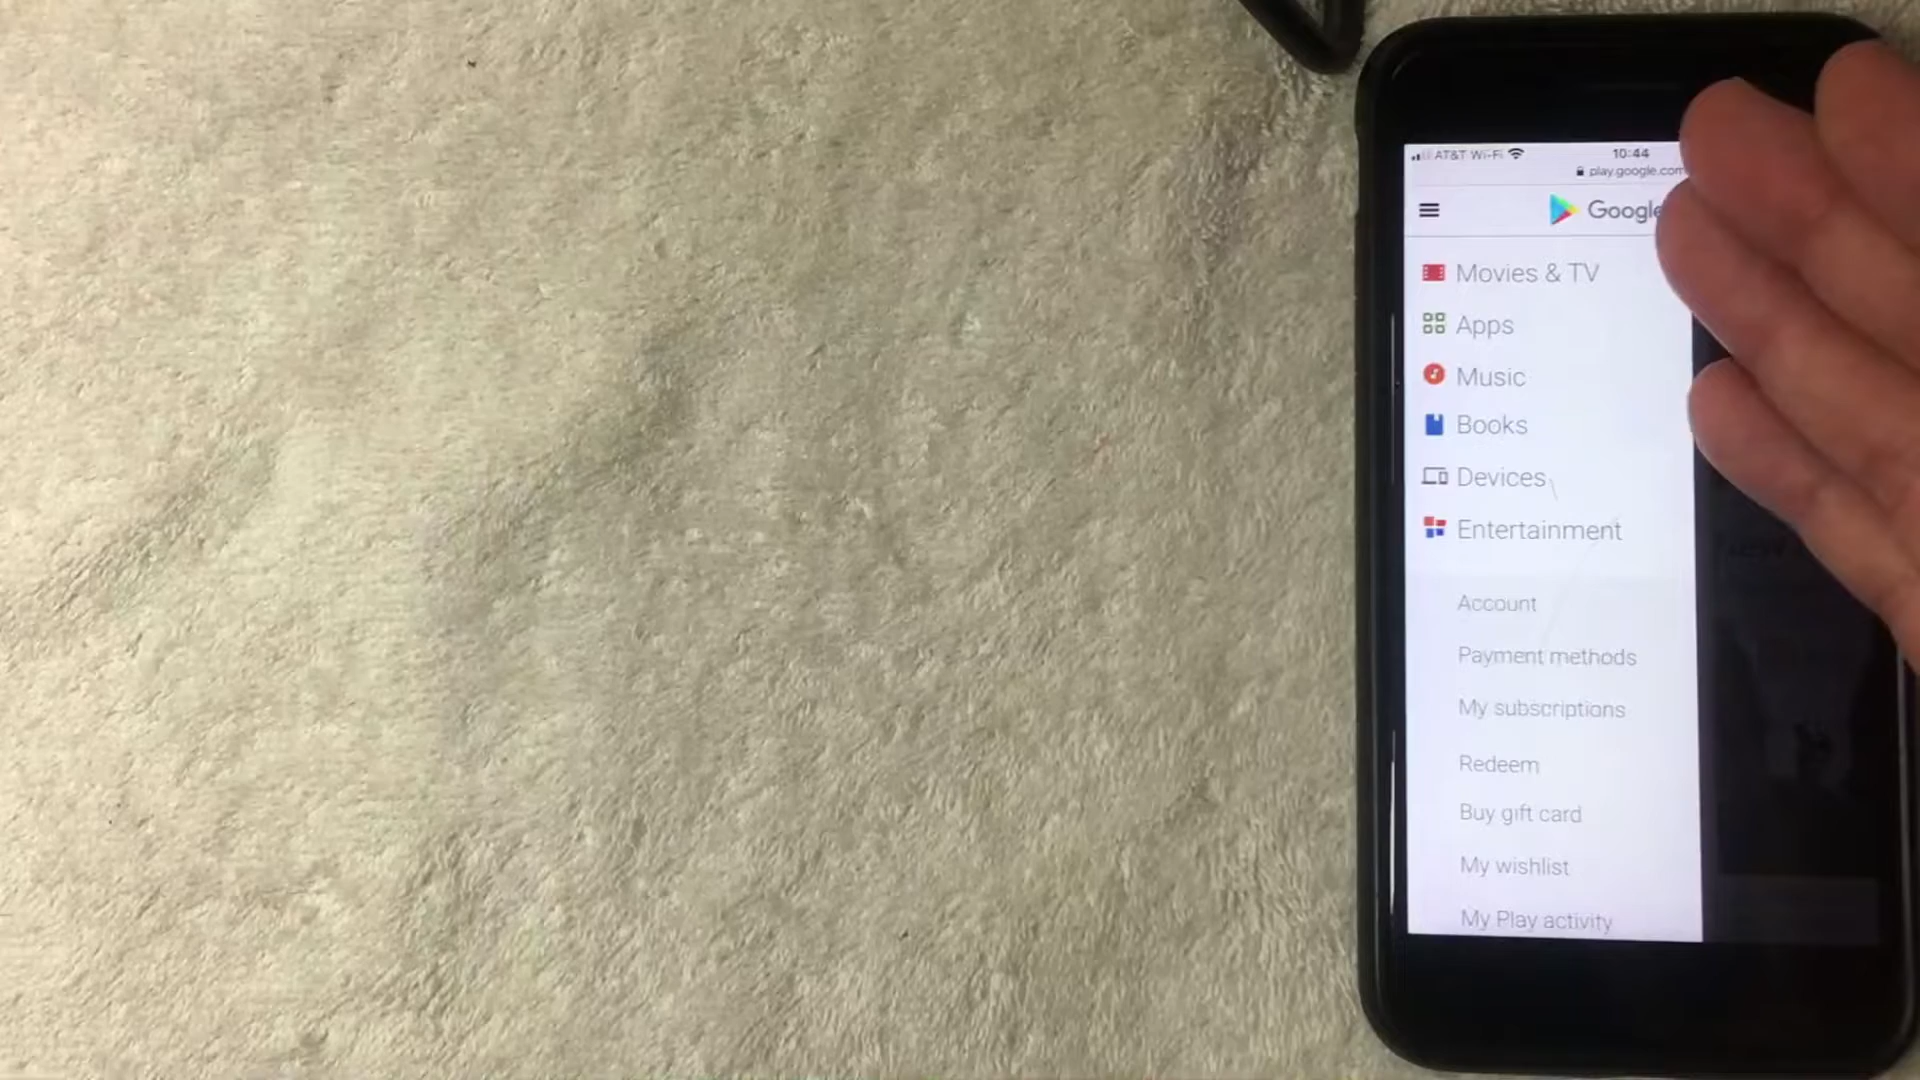 AT&T Wi-Fi 10:44
play.google.com
Google
Movies & TV
Apps
Music
Books
Devices
Entertainment
Account
Payment methods
My subscriptions
Redeem
Buy gift card
My wishlist
My Play activity